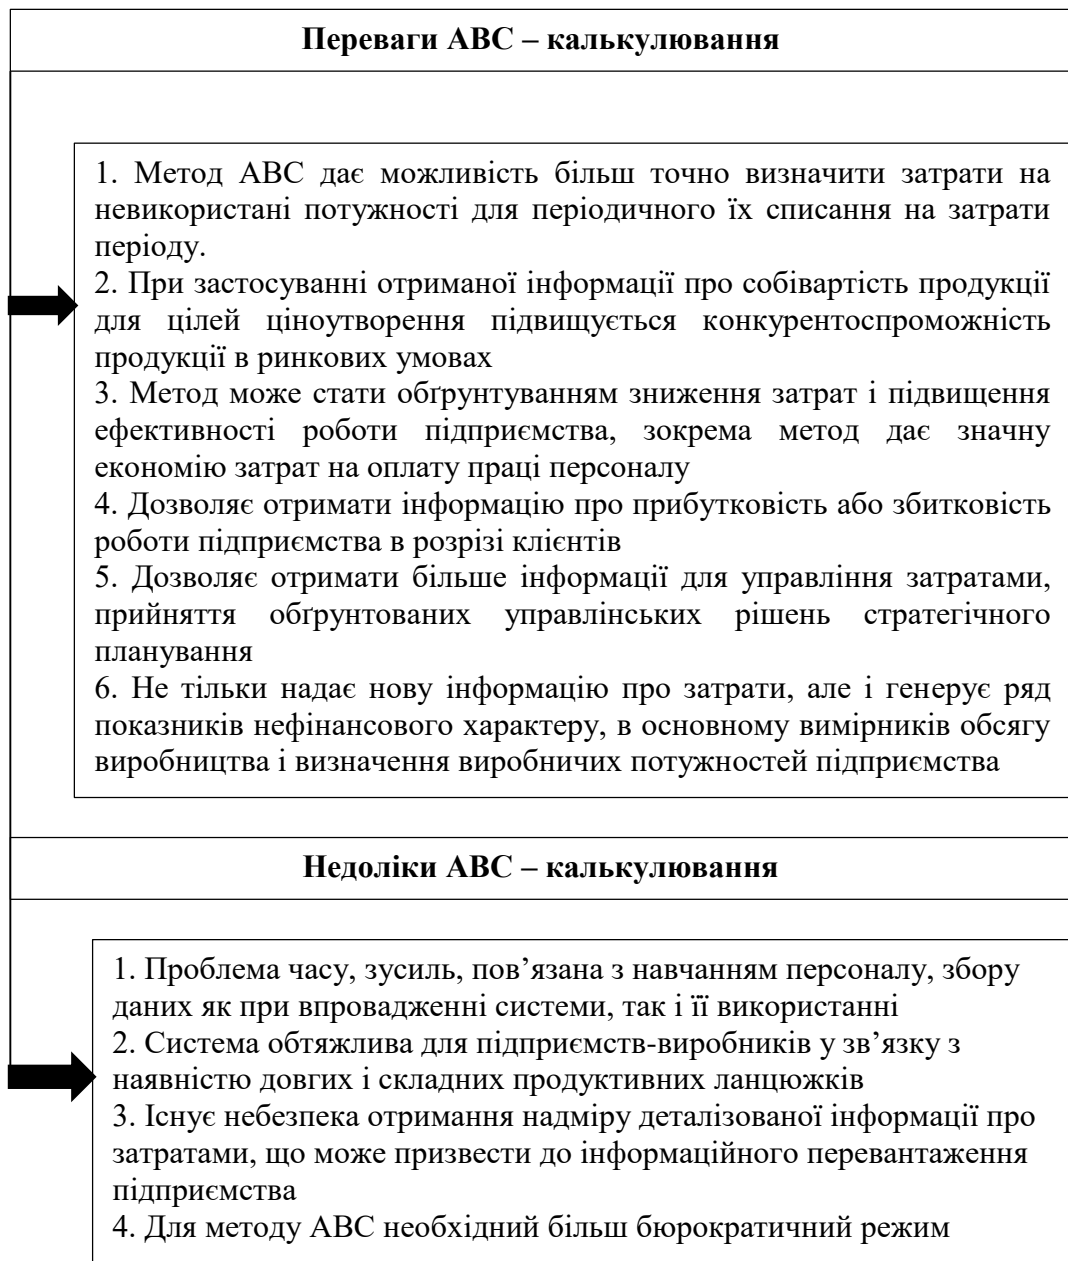 Переваги АВС – калькулювання
1. Метод АВС дає можливість більш точно визначити затрати на
невикористані потужності для періодичного їх списання на затрати
періоду.
2. При застосуванні отриманої інформації про собівартість продукції
для цілей ціноутворення підвищується конкурентоспроможність
продукції в ринкових умовах
3. Метод може стати обґрунтуванням зниження затрат і підвищення
ефективності роботи підприємства, зокрема метод дає значну
економію затрат на оплату праці персоналу
4. Дозволяє отримати інформацію про прибутковість або збитковість
роботи підприємства в розрізі клієнтів
5. Дозволяє отримати більше інформації для управління затратами,
прийняття обґрунтованих управлінських рішень стратегічного
планування
6. Не тільки надає нову інформацію про затрати, але і генерує ряд
показників нефінансового характеру, в основному вимірників обсягу
виробництва і визначення виробничих потужностей підприємства
Недоліки АВС – калькулювання
1. Проблема часу, зусиль, пов’язана з навчанням персоналу, збору
даних як при впровадженні системи, так і її використанні
2. Система обтяжлива для підприємств-виробників у зв’язку з
наявністю довгих і складних продуктивних ланцюжків
3. Існує небезпека отримання надміру деталізованої інформації про
затратами, що може призвести до інформаційного перевантаження
підприємства
4. Для методу АВС необхідний більш бюрократичний режим